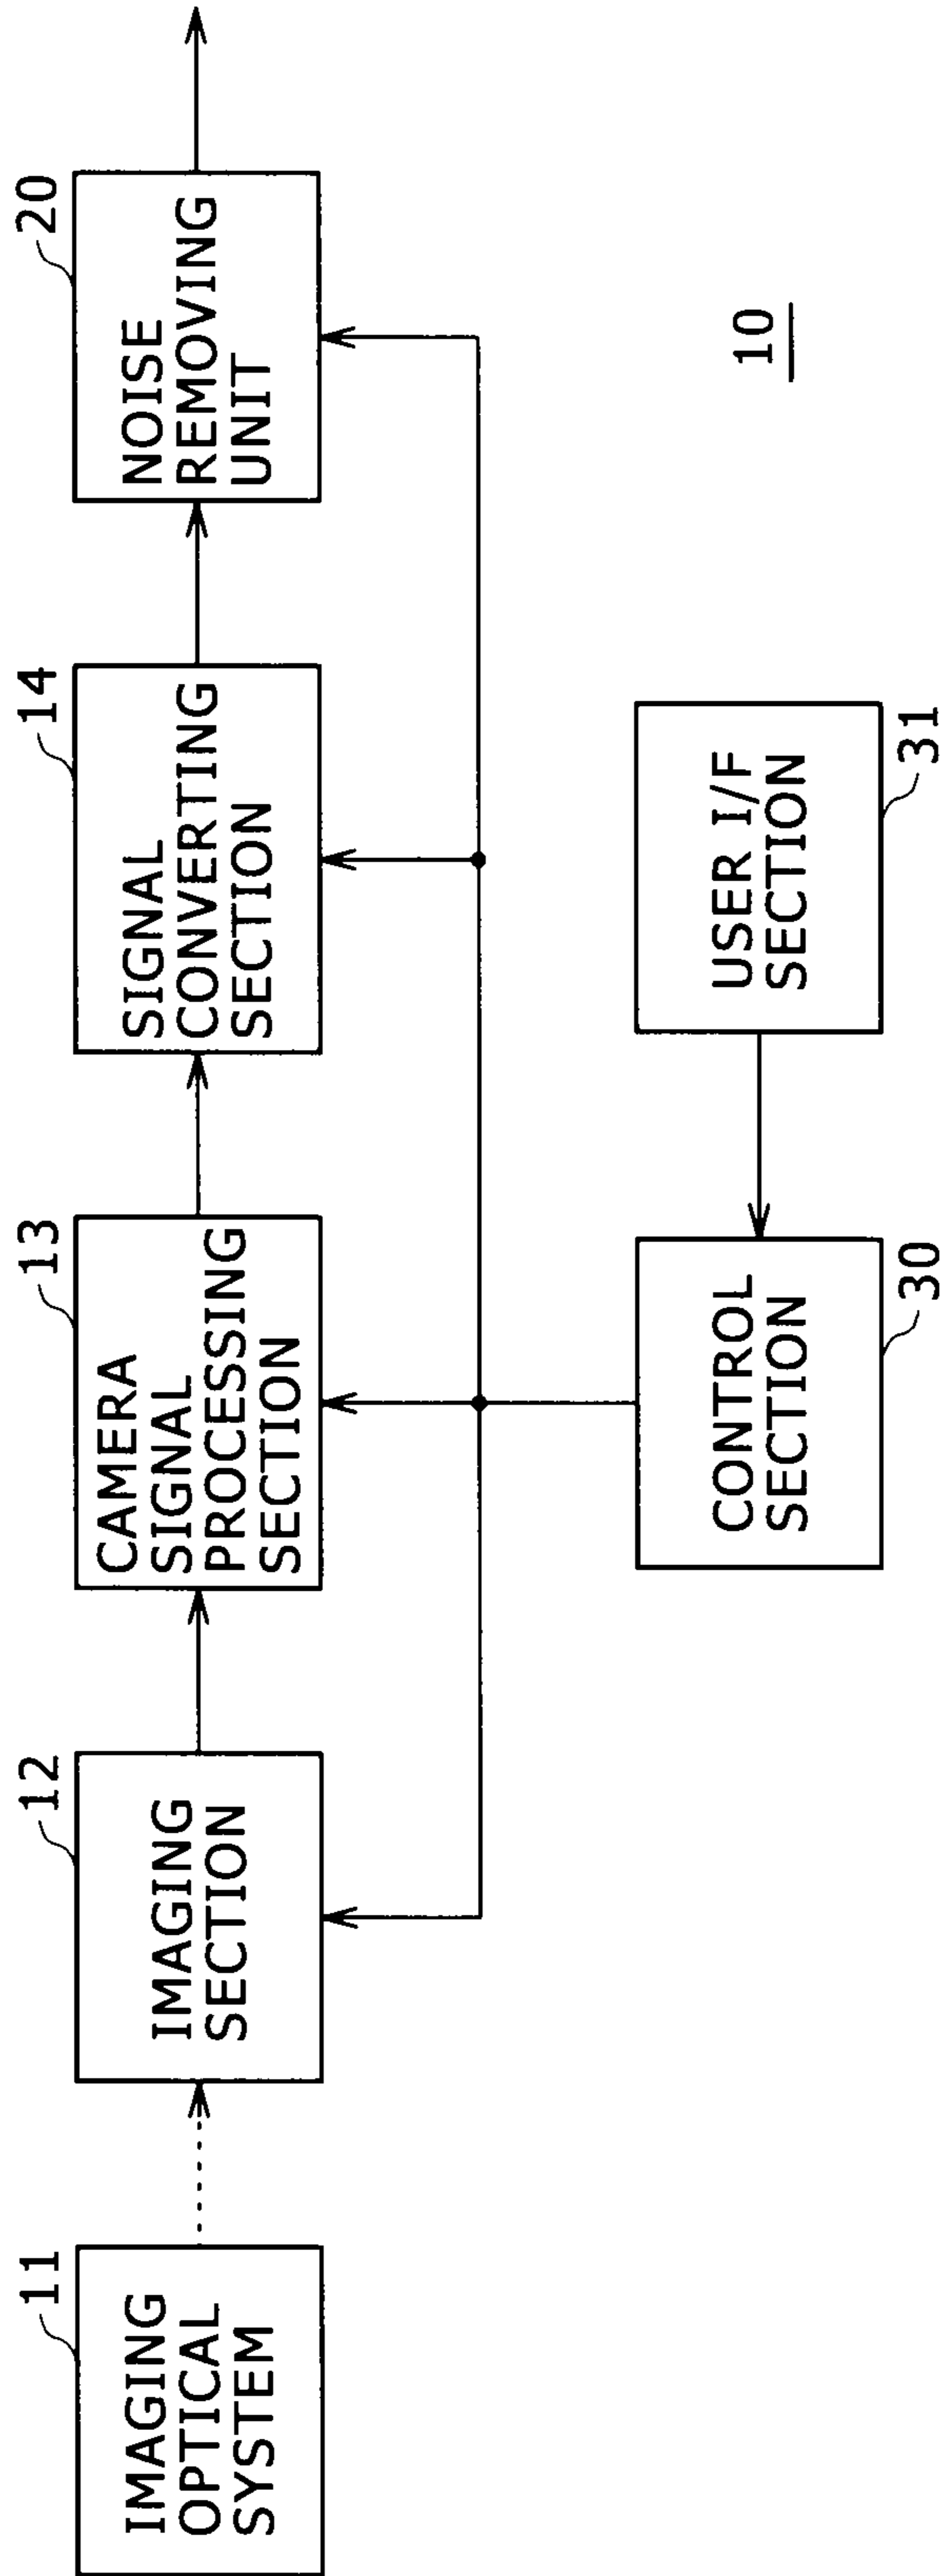 11
IMAGING
OPTICAL
SYSTEM
12
IMAGING
SECTION
13
CAMERA
SIGNAL
PROCESSING
SECTION
14
SIGNAL
CONVERTING
SECTION
20
NOISE
REMOVING
UNIT
CONTROL
SECTION
30
USER I/F
SECTION
31
10